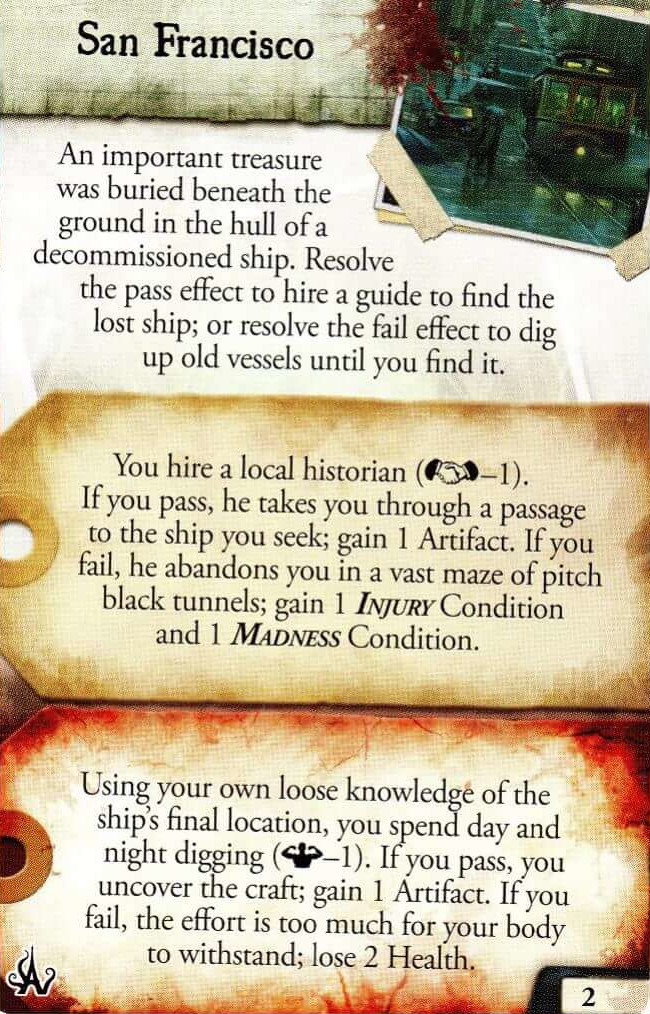 San Francisco
An important treasure
was buried beneath the
ground in the hull of a
decommissioned ship. Resolve
the pass effect to hire a guide to find the
lost ship; or resolve the fail effect to dig
up old vessels until you find it.
You hire a local historian (–1).
If you pass, he takes you through a passage
to the ship you seek; gain 1 Artifact. If you
fail, he abandons you in a vast maze of pitch
black tunnels; gain 1 INJURY Condition
and 1 MADNESS Condition.
Using your own loose knowledge of the
ship's final location, you spend day and
night digging (–1). If you pass, you
uncover the craft; gain 1 Artifact. If you
fail, the effort is too much for your body
to withstand; lose 2 Health.
2